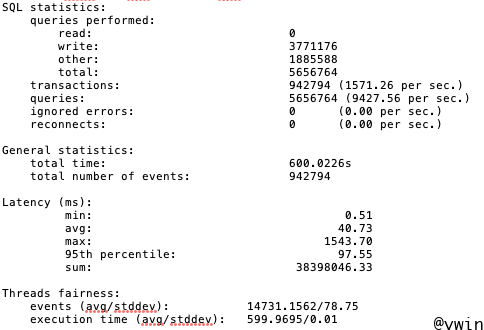 SQL statistics:
queries performed:
read: 0
write: 3771176
other: 1885588
total: 5656764
transactions: 942794 (1571.26 per sec.)
queries: 5656764 (9427.56 per sec.)
ignored errors: 0 (0.00 per sec.)
reconnects: 0 (0.00 per sec.)
General statistics:
total time: 600.0226s
total number of events: 942794
Latency (ms):
min: 0.51
avg: 40.73
max: 1543.70
95th percentile: 97.55
sum: 38398046.33
Threads fairness:
events (avg/stddev): 14731.1562/78.75
execution time (avg/stddev): 599.9695/0.01
@ywin